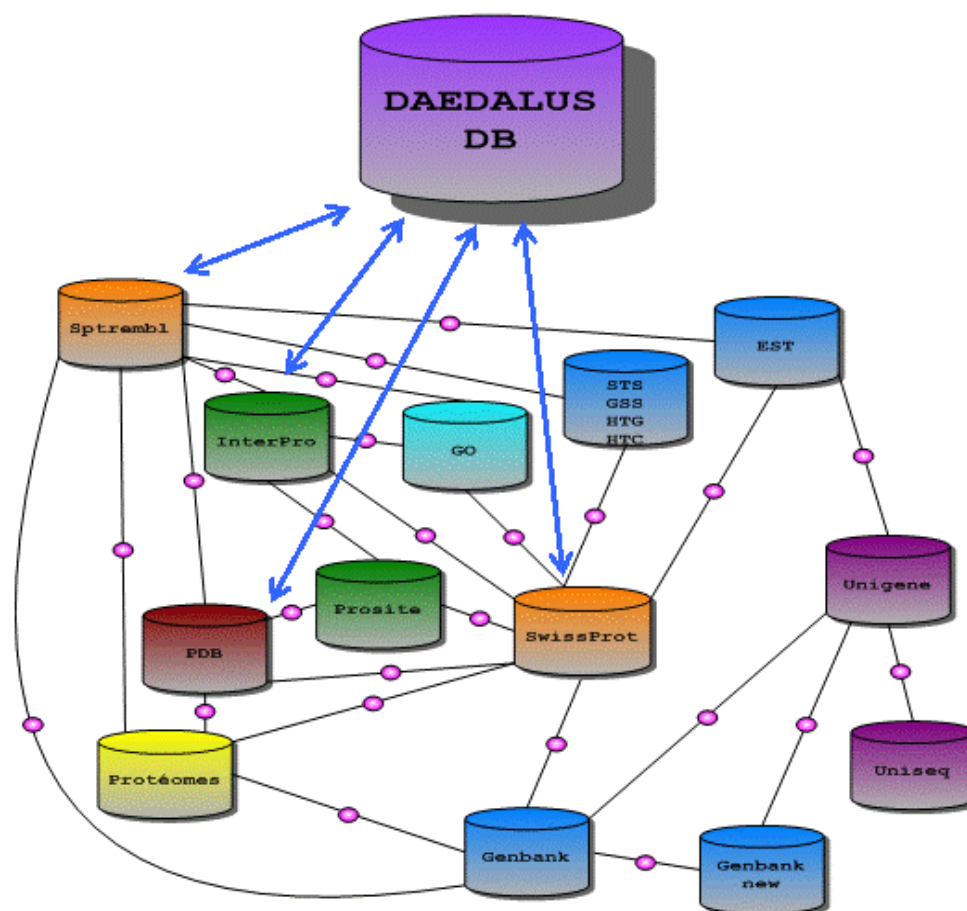 DAEDALUS
DB
Sptrembl
EST
STS
GSS
HTG
HTC
InterPro
GO
Unigene
Prosite
SwissProt
PDB
Uniseq
Protéomes
Genbank
Genbank
new